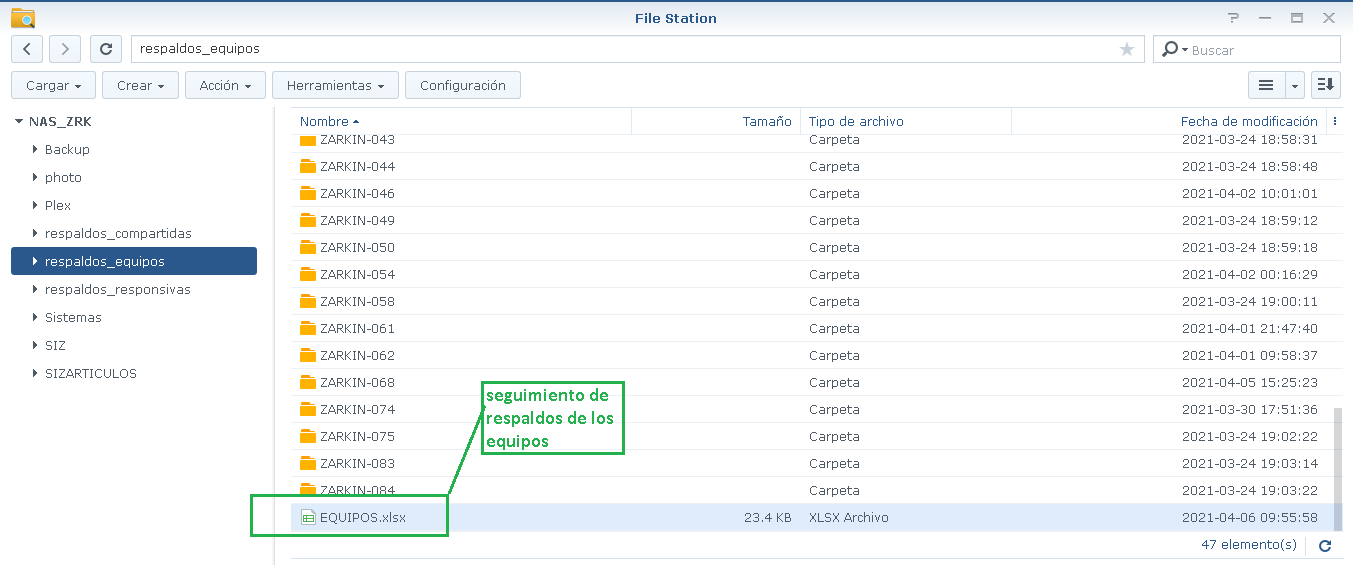 File Station
respaldos_equipos
Buscar
Cargar Crear Acción Herramientas Configuración
NAS_ZRK
Backup
photo
Plex
respaldos_compartidas
respaldos_equipos
respaldos_responsivas
Sistemas
SIZ
SIZARTICULOS
Nombre Tamaño Tipo de archivo Fecha de modificación
ZARKIN-043 Carpeta 2021-03-24 18:58:31
ZARKIN-044 Carpeta 2021-03-24 18:58:48
ZARKIN-046 Carpeta 2021-04-02 10:01:01
ZARKIN-049 Carpeta 2021-03-24 18:59:12
ZARKIN-050 Carpeta 2021-03-24 18:59:18
ZARKIN-054 Carpeta 2021-04-02 00:16:29
ZARKIN-058 Carpeta 2021-03-24 19:00:11
ZARKIN-061 Carpeta 2021-04-01 21:47:40
ZARKIN-062 Carpeta 2021-04-01 09:58:37
ZARKIN-068 Carpeta 2021-04-05 15:25:23
ZARKIN-074 Carpeta 2021-03-30 17:51:36
ZARKIN-075 Carpeta 2021-03-24 19:02:22
ZARKIN-083 Carpeta 2021-03-24 19:03:14
ZARKIN-084 Carpeta 2021-03-24 19:03:22
EQUIPOS.xlsx 23.4 KB XLSX Archivo 2021-04-06 09:55:58
seguimiento de
respaldos de los
equipos
47 elemento(s)